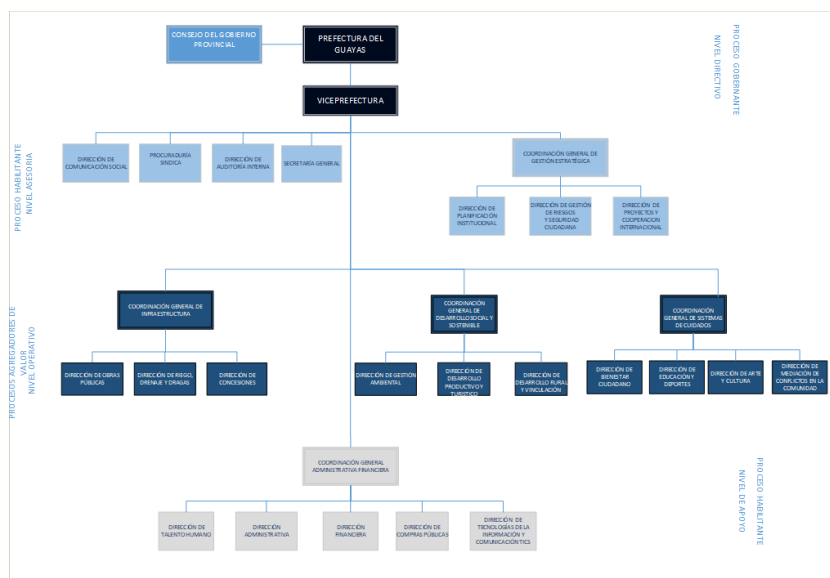 CONSEJO DEL GOBIERNO
PROVINCIAL
PREFECTURA DEL
GUAYAS
PROCESO GOBERNANTE
NIVEL DIRECTIVO
VICEPREFECTURA
PROCESO HABILITANTE
NIVEL ASESORIA
DIRECCIÓN DE
COMUNICACIÓN SOCIAL
PROCURADURÍA
SINDICA
DIRECCIÓN DE
AUDITORÍA INTERNA
SECRETARÍA GENERAL
COORDINACIÓN GENERAL DE
GESTIÓN ESTRATÉGICA
DIRECCIÓN DE
PLANIFICACIÓN
INSTITUCIONAL
DIRECCIÓN DE GESTIÓN
DE RIESGOS
Y SEGURIDAD
CIUDADANA
DIRECCIÓN DE
PROYECTOS Y
COOPERACION
INTERNACIONAL
PROCESOS AGREGADORES DE
VALOR
NIVEL OPERATIVO
COORDINACIÓN GENERAL DE
INFRAESTRUCTURA
COORDINACIÓN
GENERAL DE
DESARROLLO SOCIAL Y
SOSTENIBLE
COORDINACIÓN
GENERAL DE SISTEMAS
DE CUIDADOS
DIRECCIÓN DE OBRAS
PÚBLICAS
DIRECCIÓN DE RIEGO,
DRENAJE Y DRAGAS
DIRECCIÓN DE
CONCESIONES
DIRECCIÓN DE GESTIÓN
AMBIENTAL
DIRECCIÓN DE
DESARROLLO
PRODUCTIVO Y
TURISTICO
DIRECCIÓN DE
DESARROLLO RURAL
Y VINCULACIÓN
DIRECCIÓN DE
BIENESTAR
CIUDADANO
DIRECCIÓN DE
EDUCACIÓN Y
DEPORTES
DIRECCIÓN DE ARTE
Y CULTURA
DIRECCIÓN DE
MEDIACIÓN DE
CONFLICTOS EN LA
COMUNIDAD
COORDINACIÓN GENERAL
ADMINISTRATIVA FINANCIERA
PROCESO HABILITANTE
NIVEL DE APOYO
DIRECCIÓN DE
TALENTO HUMANO
DIRECCIÓN
ADMINISTRATIVA
DIRECCIÓN
FINANCIERA
DIRECCIÓN DE
COMPRAS PÚBLICAS
DIRECCIÓN DE
TECNOLOGÍAS DE LA
INFORMACIÓN Y
COMUNICACIÓN TICS